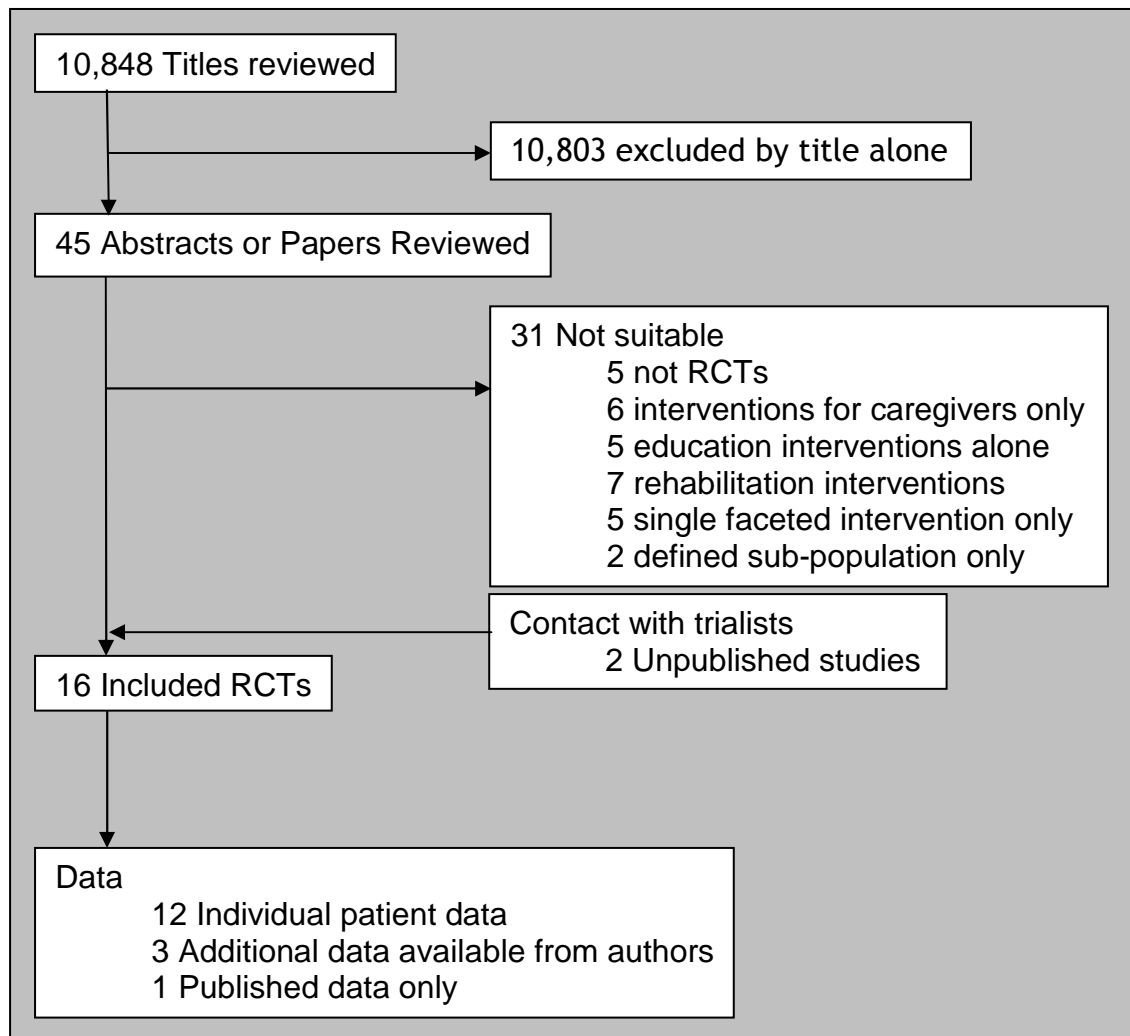 10,848 Titles reviewed
10,803 excluded by title alone
45 Abstracts or Papers Reviewed
31 Not suitable
5 not RCTs
6 interventions for caregivers only
5 education interventions alone
7 rehabilitation interventions
5 single faceted intervention only
2 defined sub-population only
Contact with trialists
2 Unpublished studies
16 Included RCTs
Data
12 Individual patient data
3 Additional data available from authors
1 Published data only